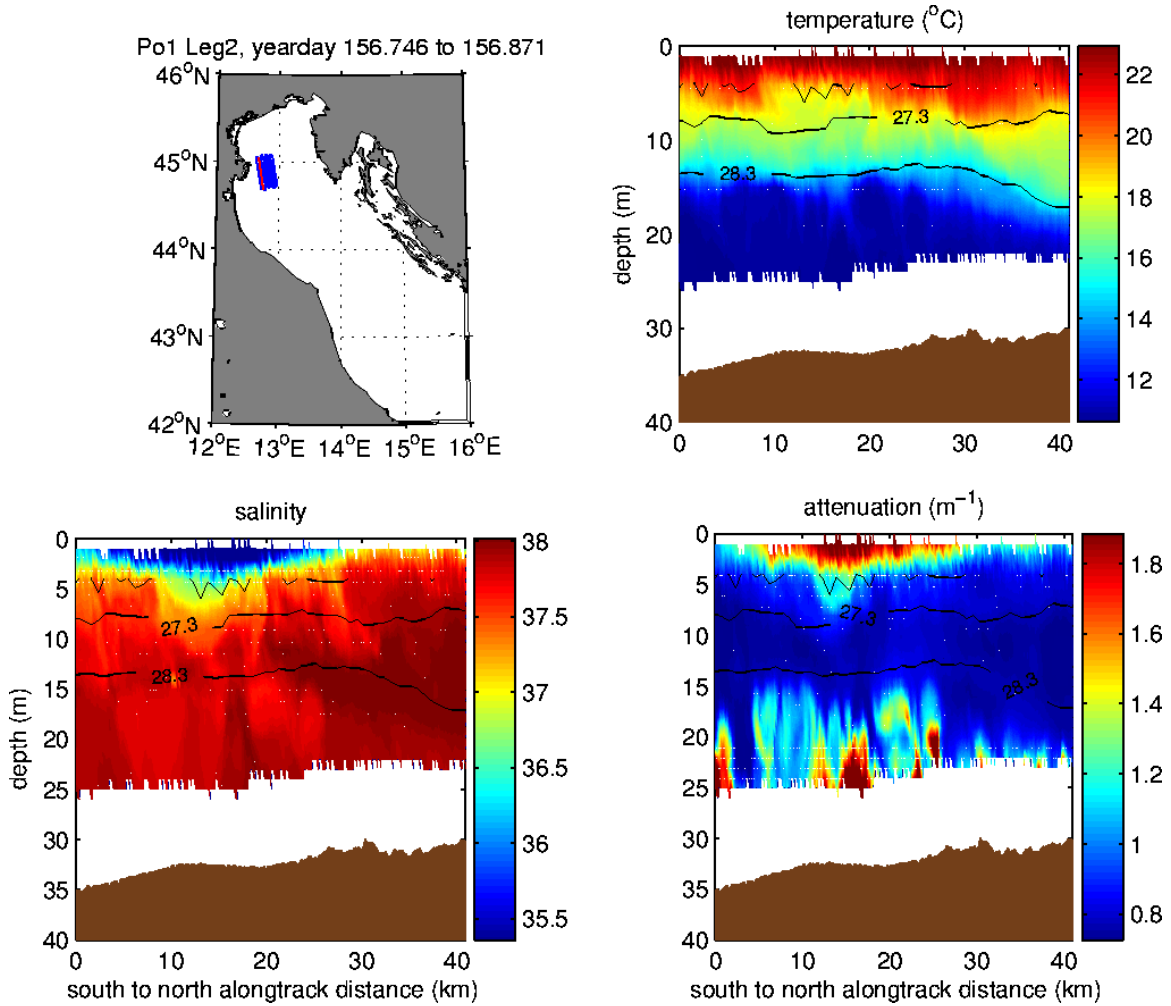 Po1 Leg2, yearday 156.746 to 156.871
46°N
45°N
44°N
43°N
42°N
12°E 13°E 14°E 15°E 16°E
temperature (°C)
0
10
20
30
40
depth (m)
27.3
28.3
0 10 20 30 40
22
20
18
16
14
12
salinity
0
5
10
15
20
25
30
35
40
depth (m)
27.3
28.3
0 10 20 30 40
south to north alongtrack distance (km)
38
37.5
37
36.5
36
35.5
attenuation (m⁻¹)
0
5
10
15
20
25
30
35
40
27.3
28.3
0 10 20 30 40
south to north alongtrack distance (km)
1.8
1.6
1.4
1.2
1
0.8